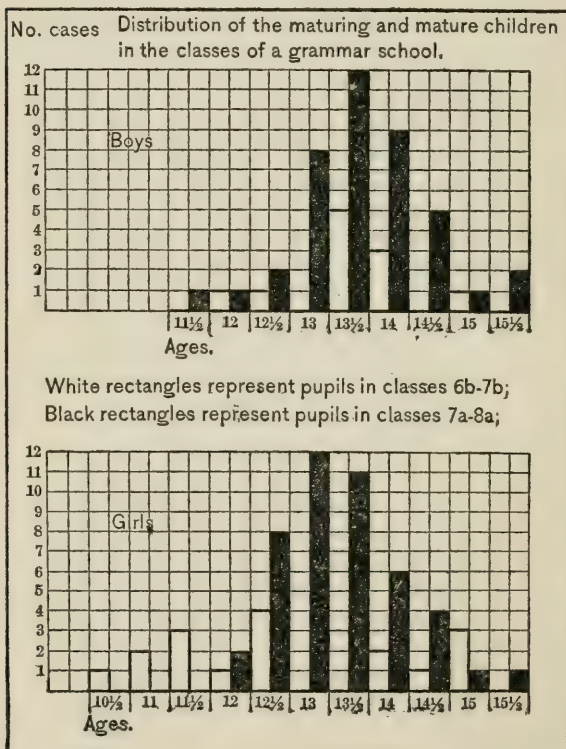 No. cases Distribution of the maturing and mature children
in the classes of a grammar school.
12
11
10
9
8
7
6
5
4
3
2
1
Boys
11½ 12 12½ 13 13½ 14 14½ 15 15½
Ages.
White rectangles represent pupils in classes 6b-7b;
Black rectangles represent pupils in classes 7a-8a;
12
11
10
9
8
7
6
5
4
3
2
1
Girls
10½ 11 11½ 12 12½ 13 13½ 14 14½ 15 15½
Ages.